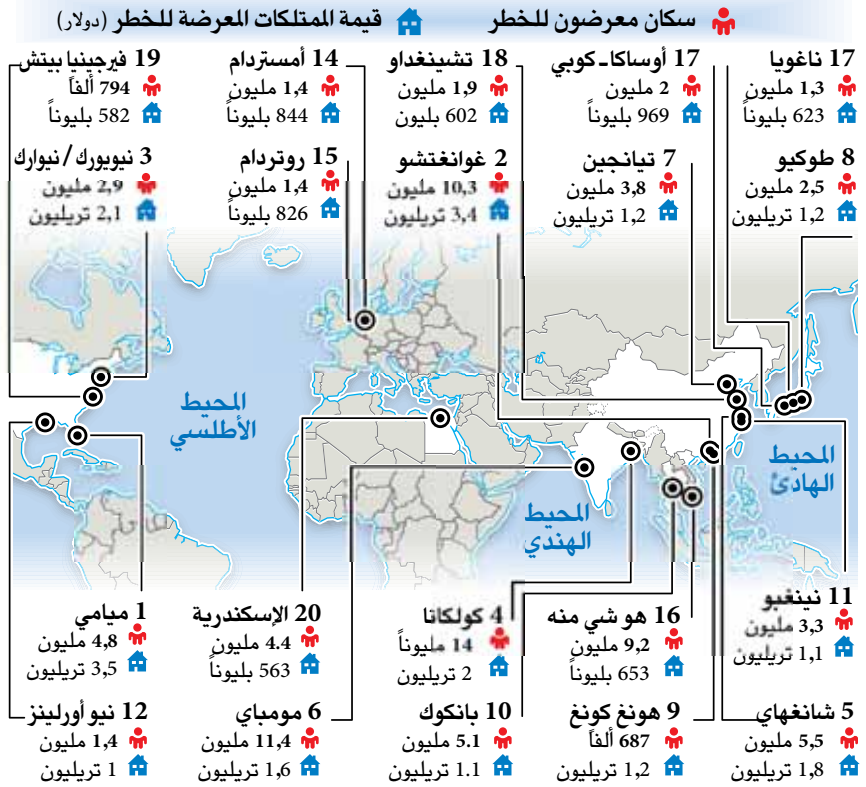 سكان معرضون للخطر
قيمة الممتلكات المعرضة للخطر (دولار)
17 ناغويا
1,3 مليون
623 بليوناً
17 أوساكا ـ كوبي
2 مليون
969 بليوناً
18 تشينغداو
1,9 مليون
602 بليون
14 أمستردام
1,4 مليون
844 بليوناً
19 فيرجينيا بيتش
794 ألفاً
582 بليوناً
8 طوكيو
2,5 مليون
1,2 تريليون
7 تيانجين
3,8 مليون
1,2 تريليون
2 غوانغتشو
10,3 مليون
3,4 تريليون
15 روتردام
1,4 مليون
826 بليوناً
3 نيويورك / نيوارك
2,9 مليون
2,1 تريليون
المحيط
الهادئ
المحيط
الهندي
المحيط
الأطلسي
11 نينغبو
3,3 مليون
1,1 تريليون
16 هو شي منه
9,2 مليون
653 بليوناً
4 كولكاتا
14 مليوناً
2 تريليون
20 الإسكندرية
4.4 مليون
563 بليوناً
1 ميامي
4,8 مليون
3,5 تريليون
5 شانغهاي
5,5 مليون
1,8 تريليون
9 هونغ كونغ
687 ألفاً
1,2 تريليون
10 بانكوك
5.1 مليون
1.1 تريليون
6 مومباي
11,4 مليون
1,6 تريليون
12 نيو أورلينز
1,4 مليون
1 تريليون